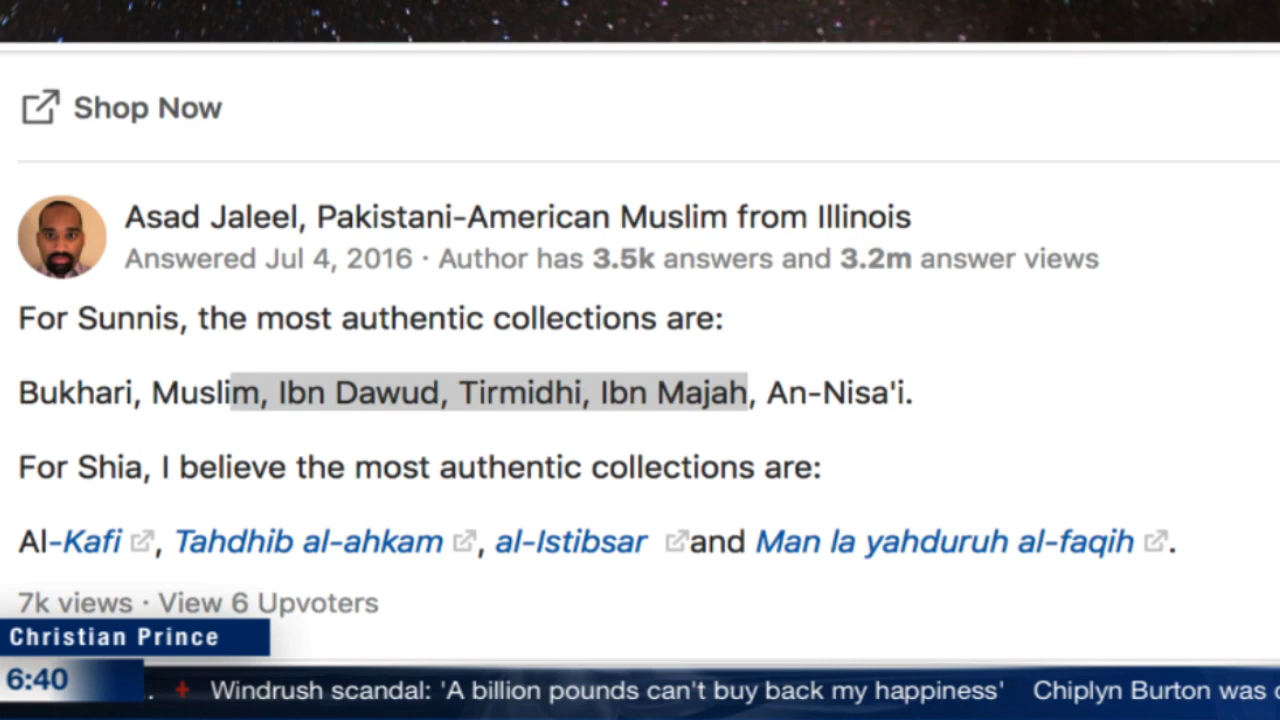 Shop Now
Asad Jaleel, Pakistani-American Muslim from Illinois
Answered Jul 4, 2016 · Author has 3.5k answers and 3.2m answer views
For Sunnis, the most authentic collections are:
Bukhari, Muslim, Ibn Dawud, Tirmidhi, Ibn Majah, An-Nisa'i.
For Shia, I believe the most authentic collections are:
Al-Kafi, Tahdhib al-ahkam, al-Istibsar and Man la yahduruh al-faqih.
7k views · View 6 Upvoters
Christian Prince
6:40 . Windrush scandal: 'A billion pounds can't buy back my happiness' Chiplyn Burton was